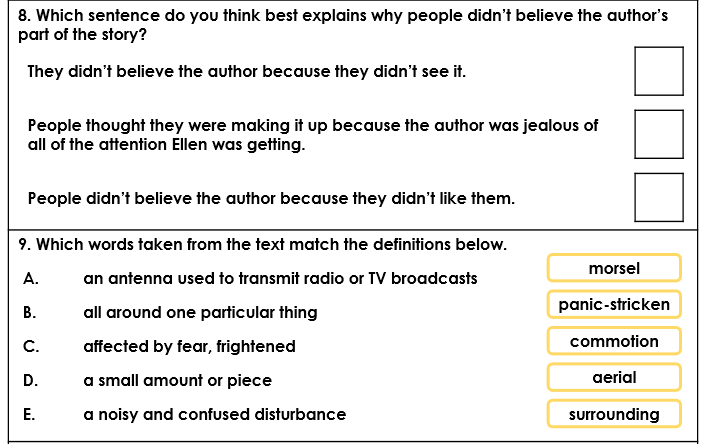 8. Which sentence do you think best explains why people didn't believe the author's
part of the story?
They didn't believe the author because they didn't see it.
People thought they were making it up because the author was jealous of
all of the attention Ellen was getting.
People didn't believe the author because they didn't like them.
9. Which words taken from the text match the definitions below.
A. an antenna used to transmit radio or TV broadcasts
B. all around one particular thing
C. affected by fear, frightened
D. a small amount or piece
E. a noisy and confused disturbance
morsel
panic-stricken
commotion
aerial
surrounding